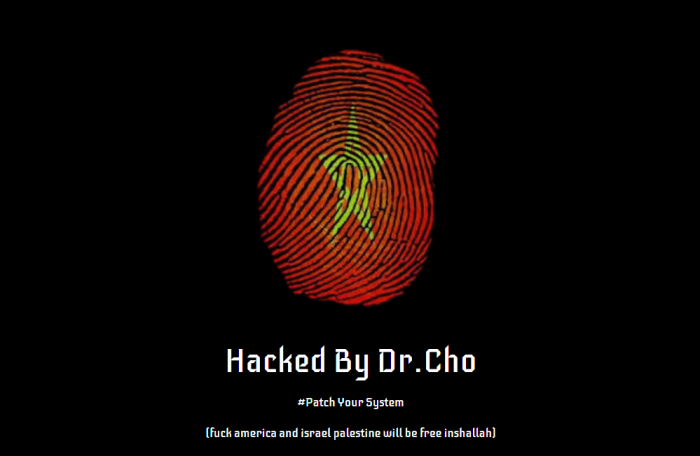 Hacked By Dr.Cho
#Patch Your System
(fuck america and israel palestine will be free inshallah)